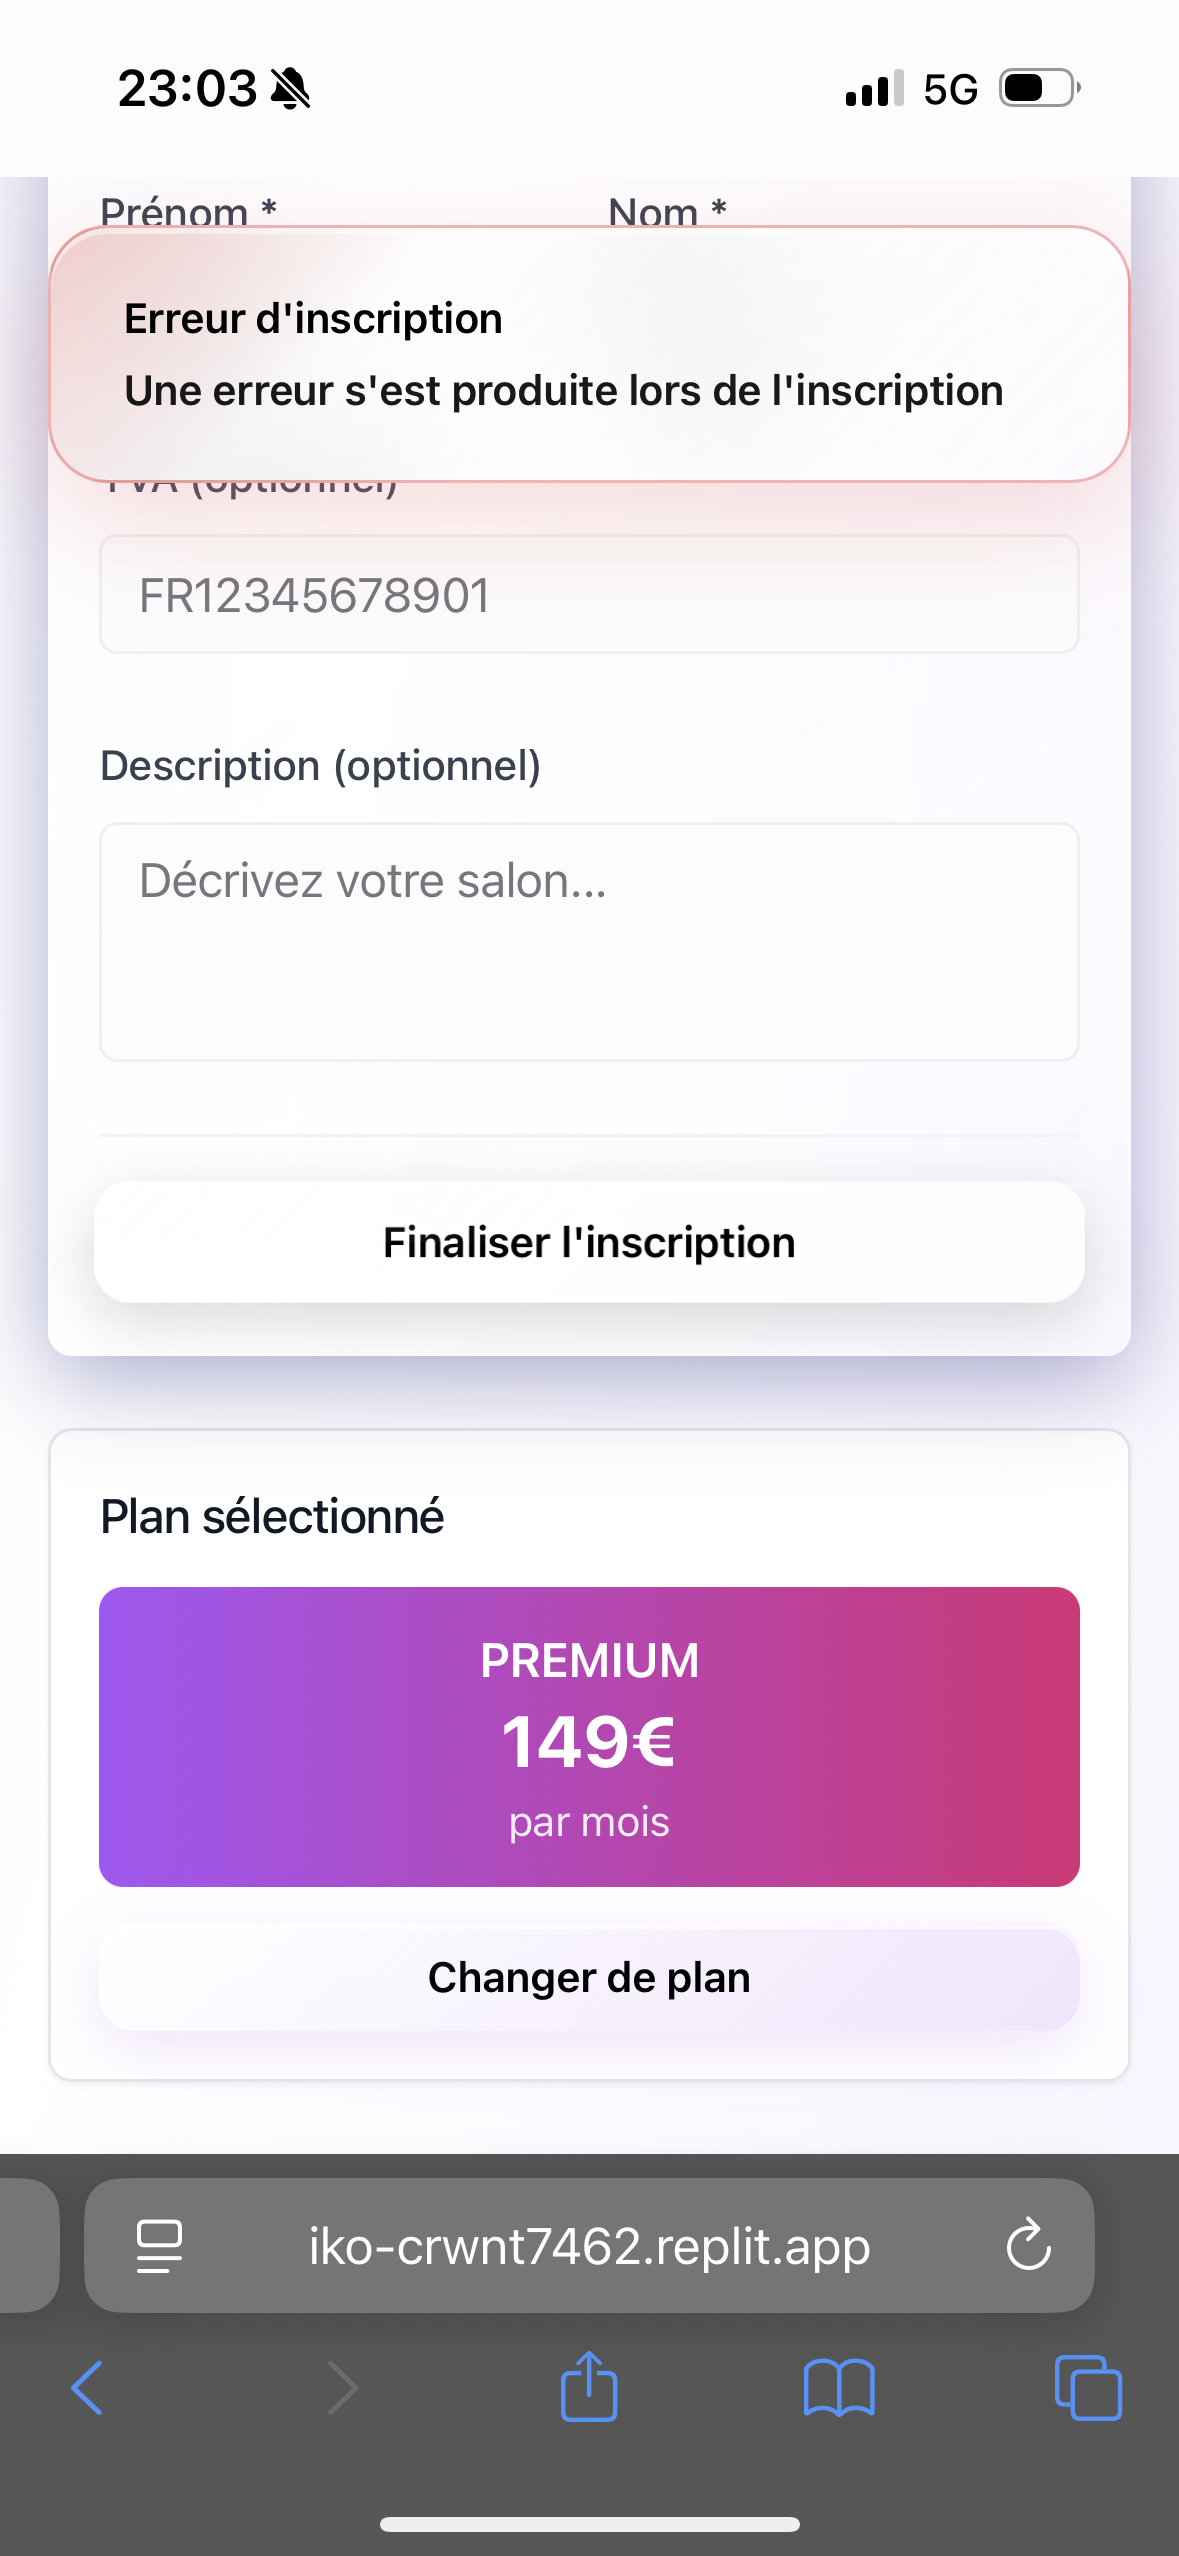 23:03 5G
Prénom * Nom *
Erreur d'inscription
Une erreur s'est produite lors de l'inscription
TVA (optionnel)
FR12345678901
Description (optionnel)
Décrivez votre salon...
Finaliser l'inscription
Plan sélectionné
PREMIUM
149€
par mois
Changer de plan
iko-crwnt7462.replit.app